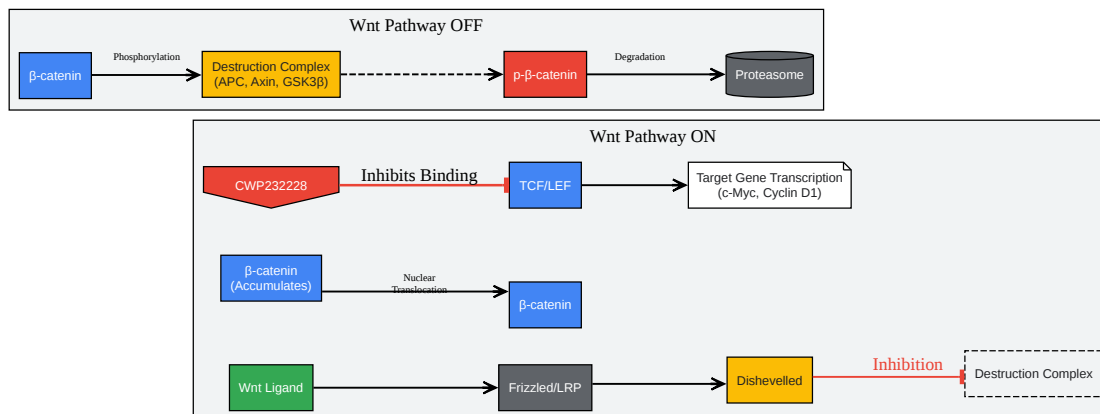 Wnt Pathway OFF
β-catenin
Phosphorylation
Destruction Complex
(APC, Axin, GSK3β)
p-β-catenin
Degradation
Proteasome
Wnt Pathway ON
CWP232228
Inhibits Binding
TCF/LEF
Target Gene Transcription
(c-Myc, Cyclin D1)
β-catenin
(Accumulates)
Nuclear
Translocation
β-catenin
Wnt Ligand
Frizzled/LRP
Dishevelled
Inhibition
Destruction Complex